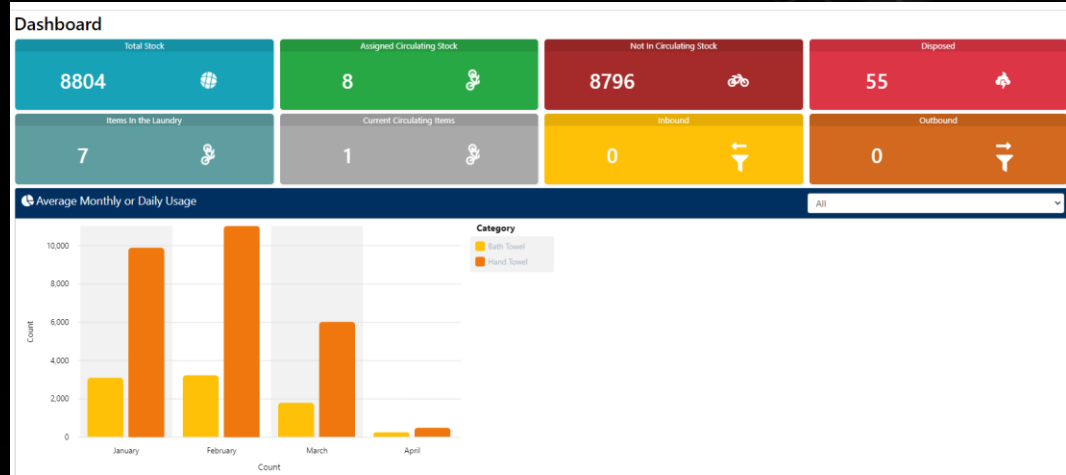 Dashboard
Total Stock
8804
Assigned Circulating Stock
8
Not In Circulating Stock
8796
Disposed
55
Items In the Laundry
7
Current Circulating Items
1
Inbound
0
Outbound
0
Average Monthly or Daily Usage
All
Category
Bath Towel
Hand Towel
10,000
8,000
6,000
4,000
2,000
0
Count
January
February
March
April
Count